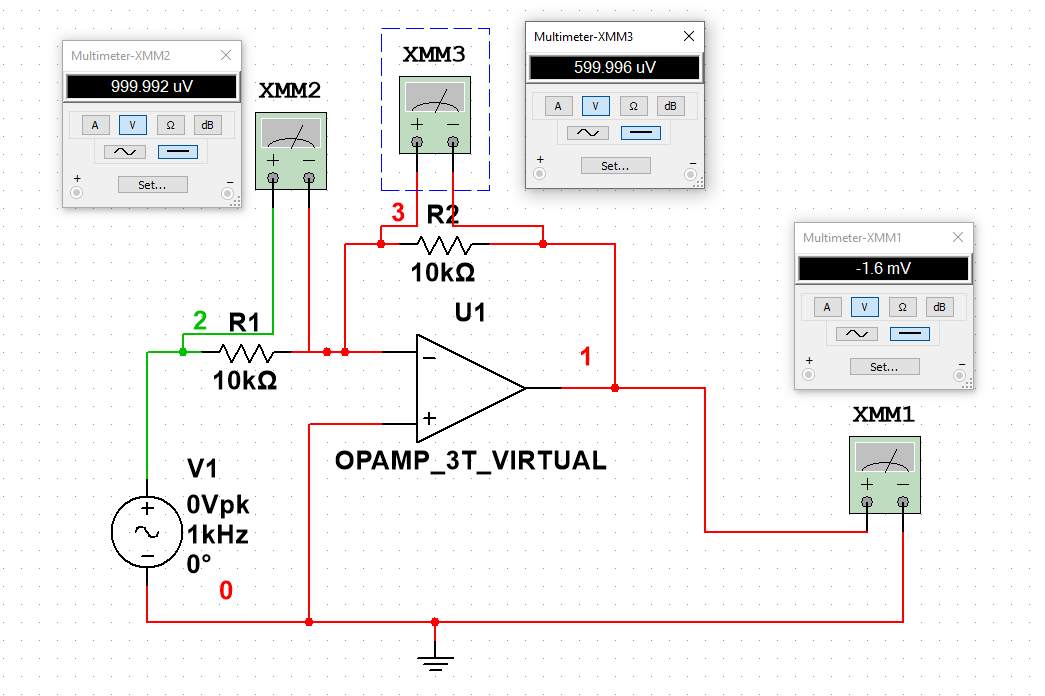 Multimeter-XMM2
999.992 uV
A V Ω dB
Set...
+ −
XMM2
+ −
XMM3
+ −
Multimeter-XMM3
599.996 uV
A V Ω dB
Set...
+ −
3
R2
10kΩ
Multimeter-XMM1
-1.6 mV
A V Ω dB
Set...
+ −
2
R1
10kΩ
U1
−
+
1
OPAMP_3T_VIRTUAL
XMM1
+ −
V1
+
−
0Vpk
1kHz
0°
0